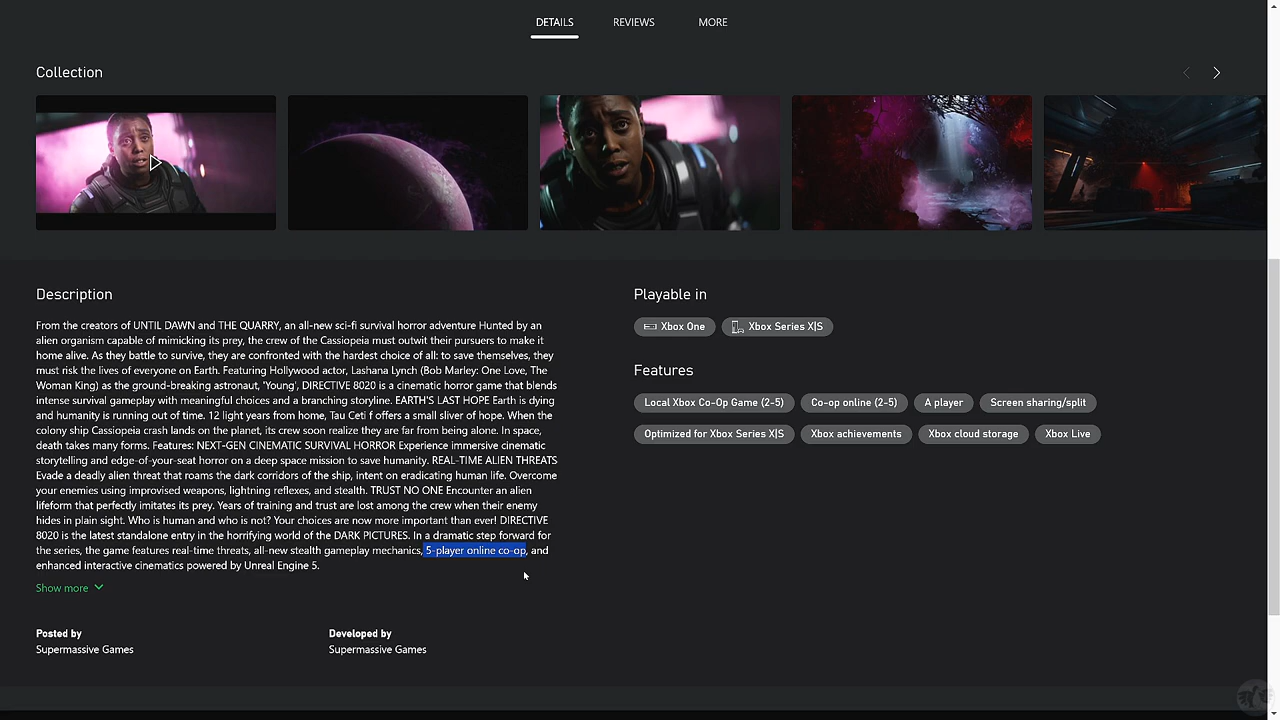 DETAILS
REVIEWS
MORE
Collection
Description
From the creators of UNTIL DAWN and THE QUARRY, an all-new sci-fi survival horror adventure Hunted by an
alien organism capable of mimicking its prey, the crew of the Cassiopeia must outwit their pursuers to make it
home alive. As they battle to survive, they are confronted with the hardest choice of all: to save themselves, they
must risk the lives of everyone on Earth. Featuring Hollywood actor, Lashana Lynch (Bob Marley: One Love, The
Woman King) as the ground-breaking astronaut, 'Young', DIRECTIVE 8020 is a cinematic horror game that blends
intense survival gameplay with meaningful choices and a branching storyline. EARTH'S LAST HOPE Earth is dying
and humanity is running out of time. 12 light years from home, Tau Ceti f offers a small sliver of hope. When the
colony ship Cassiopeia crash lands on the planet, its crew soon realize they are far from being alone. In space,
death takes many forms. Features: NEXT-GEN CINEMATIC SURVIVAL HORROR Experience immersive cinematic
storytelling and edge-of-your-seat horror on a deep space mission to save humanity. REAL-TIME ALIEN THREATS
Evade a deadly alien threat that roams the dark corridors of the ship, intent on eradicating human life. Overcome
your enemies using improvised weapons, lightning reflexes, and stealth. TRUST NO ONE Encounter an alien
lifeform that perfectly imitates its prey. Years of training and trust are lost among the crew when their enemy
hides in plain sight. Who is human and who is not? Your choices are now more important than ever! DIRECTIVE
8020 is the latest standalone entry in the horrifying world of the DARK PICTURES. In a dramatic step forward for
the series, the game features real-time threats, all-new stealth gameplay mechanics, 5-player online co-op, and
enhanced interactive cinematics powered by Unreal Engine 5.
Show more
Posted by
Supermassive Games
Developed by
Supermassive Games
Playable in
Xbox One
Xbox Series X|S
Features
Local Xbox Co-Op Game (2-5)
Co-op online (2-5)
A player
Screen sharing/split
Optimized for Xbox Series X|S
Xbox achievements
Xbox cloud storage
Xbox Live